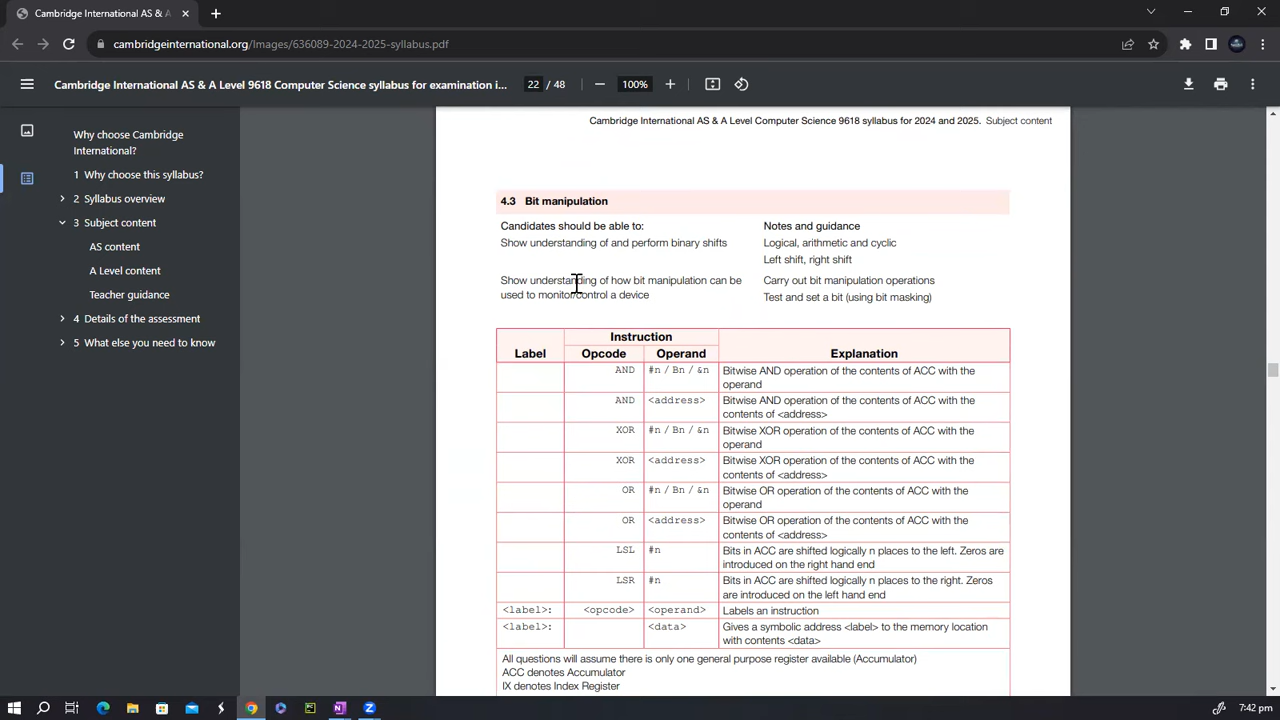 Cambridge International AS & A
cambridgeinternational.org/Images/636089-2024-2025-syllabus.pdf
Cambridge International AS & A Level 9618 Computer Science syllabus for examination i...
22 / 48
100%
Why choose Cambridge
International?
1 Why choose this syllabus?
2 Syllabus overview
3 Subject content
AS content
A Level content
Teacher guidance
4 Details of the assessment
5 What else you need to know
Cambridge International AS & A Level Computer Science 9618 syllabus for 2024 and 2025. Subject content
4.3 Bit manipulation
Candidates should be able to: Notes and guidance
Show understanding of and perform binary shifts Logical, arithmetic and cyclic
Left shift, right shift
Show understanding of how bit manipulation can be Carry out bit manipulation operations
used to monitor/control a device Test and set a bit (using bit masking)
Instruction
Label Opcode Operand Explanation
AND #n / Bn / &n Bitwise AND operation of the contents of ACC with the
operand
AND <address> Bitwise AND operation of the contents of ACC with the
contents of <address>
XOR #n / Bn / &n Bitwise XOR operation of the contents of ACC with the
operand
XOR <address> Bitwise XOR operation of the contents of ACC with the
contents of <address>
OR #n / Bn / &n Bitwise OR operation of the contents of ACC with the
operand
OR <address> Bitwise OR operation of the contents of ACC with the
contents of <address>
LSL #n Bits in ACC are shifted logically n places to the left. Zeros are
introduced on the right hand end
LSR #n Bits in ACC are shifted logically n places to the right. Zeros
are introduced on the left hand end
<label>: <opcode> <operand> Labels an instruction
<label>: <data> Gives a symbolic address <label> to the memory location
with contents <data>
All questions will assume there is only one general purpose register available (Accumulator)
ACC denotes Accumulator
IX denotes Index Register
7:42 pm